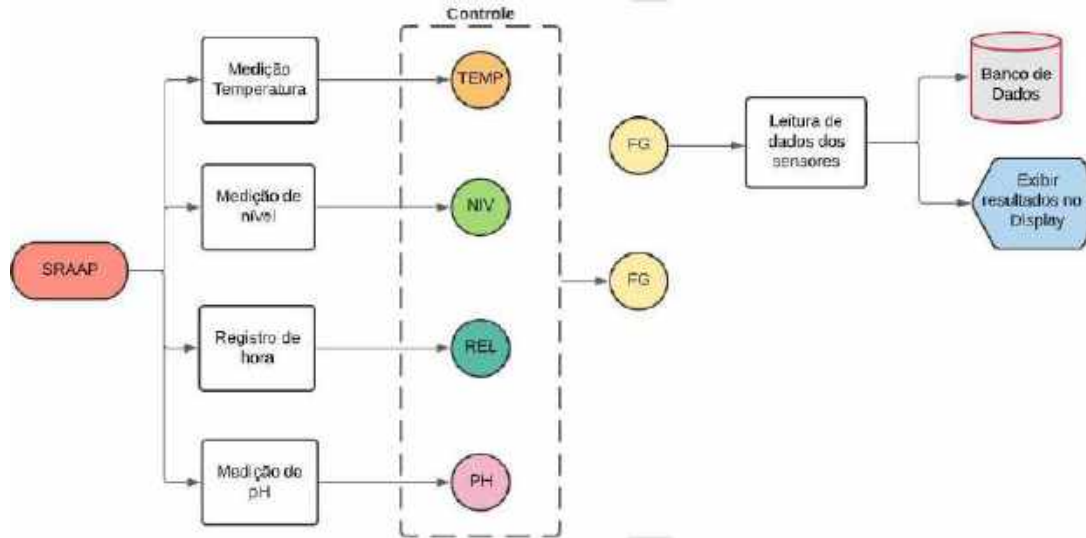 Controle
Medição
Temperatura
TEMP
Banco de
Dados
FG
Leitura de
dados dos
sensores
Medição de
nível
NIV
Exibir
resultados no
Display
SRAAP
FG
Registro de
hora
REL
Medição de
pH
PH